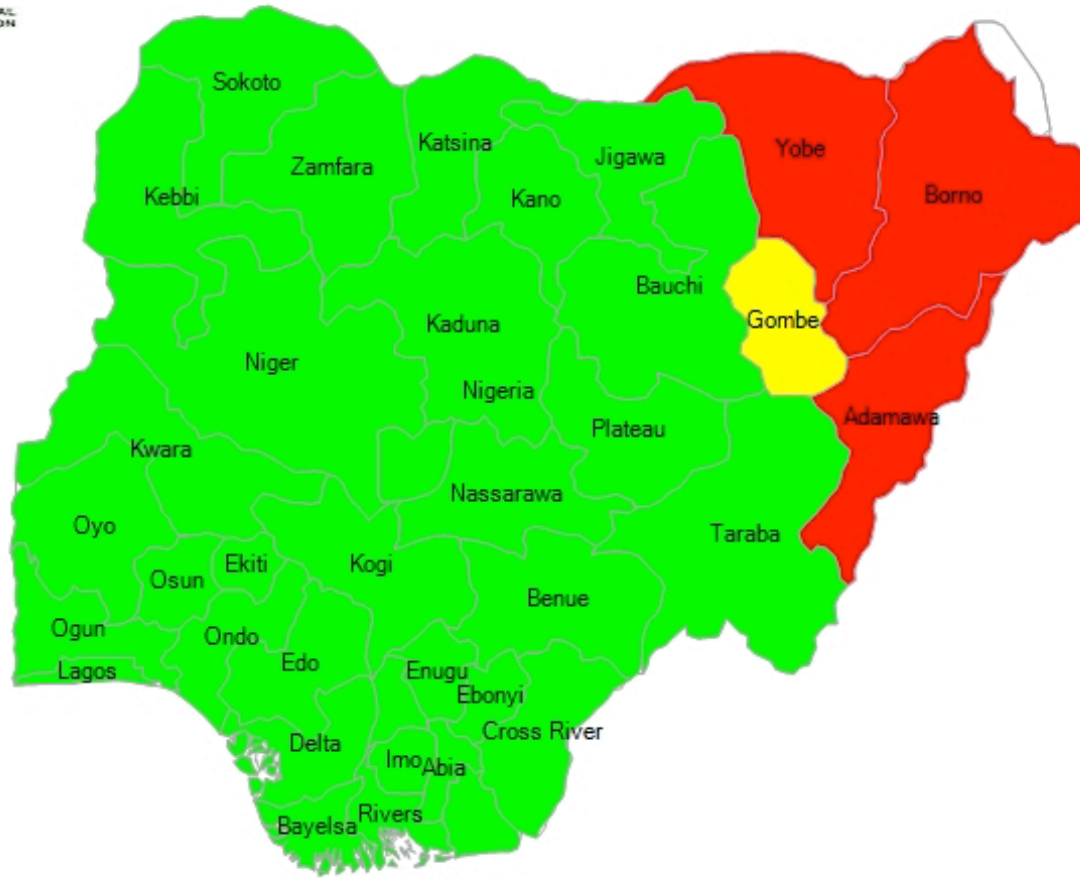 Sokoto
Katsina
Jigawa
Yobe
Zamfara
Kebbi
Kano
Borno
Bauchi
Gombe
Kaduna
Niger
Nigeria
Adamawa
Plateau
Kwara
Nassarawa
Oyo
Taraba
Ekiti
Kogi
Osun
Benue
Ogun
Ondo
Edo
Lagos
Enugu
Ebonyi
Cross River
Delta
Imo
Abia
Rivers
Bayelsa